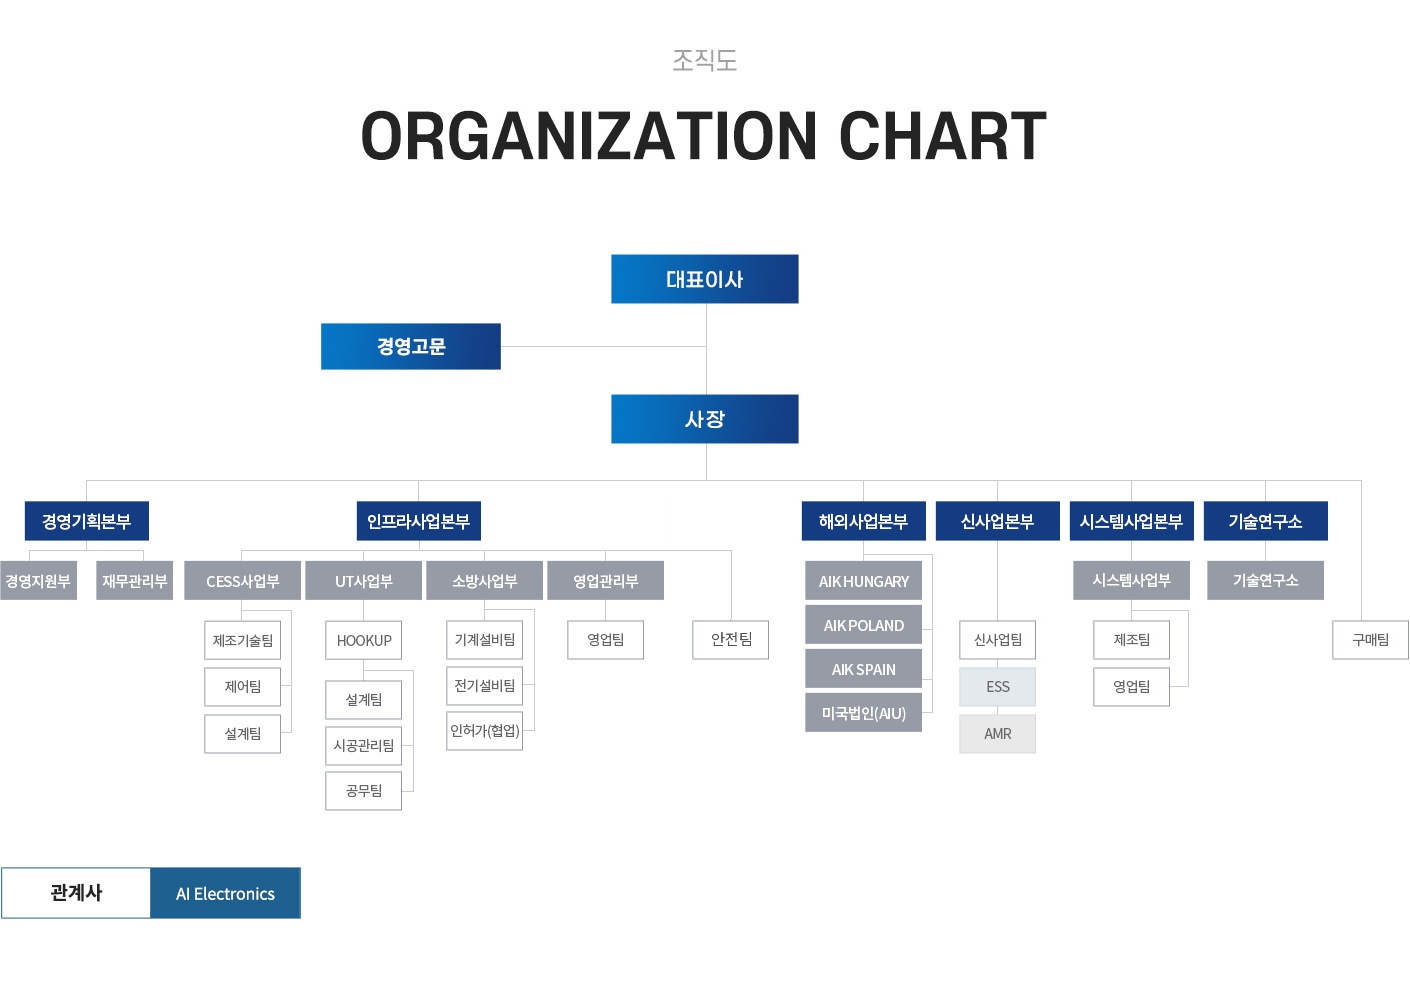 조직도
ORGANIZATION CHART
대표이사
경영고문
사장
경영기획본부
인프라사업본부
해외사업본부
신사업본부
시스템사업본부
기술연구소
경영지원부
재무관리부
CESS사업부
UT사업부
소방사업부
영업관리부
AIK HUNGARY
시스템사업부
기술연구소
제조기술팀
HOOKUP
기계설비팀
영업팀
안전팀
AIK POLAND
신사업팀
제조팀
구매팀
제어팀
설계팀
전기설비팀
AIK SPAIN
ESS
영업팀
설계팀
시공관리팀
인허가(협업)
미국법인(AIU)
AMR
공무팀
관계사
AI Electronics